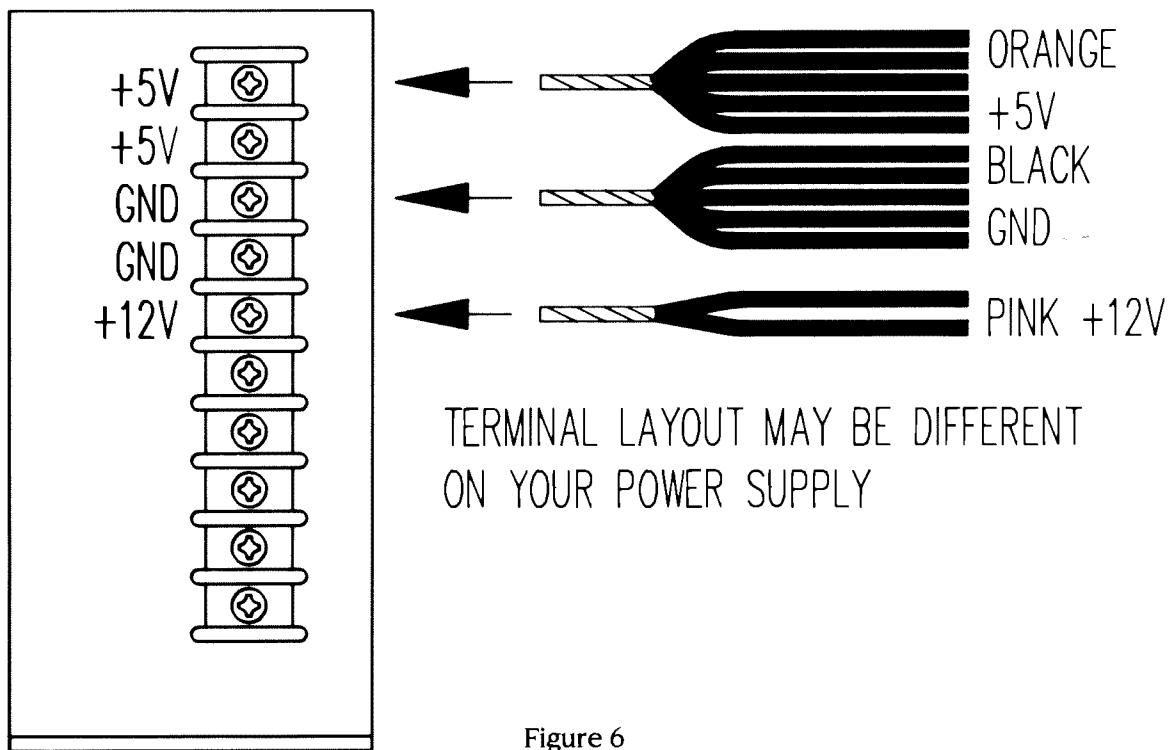 +5V
+5V
GND
GND
+12V
ORANGE
+5V
BLACK
GND
PINK +12V
TERMINAL LAYOUT MAY BE DIFFERENT
ON YOUR POWER SUPPLY
Figure 6